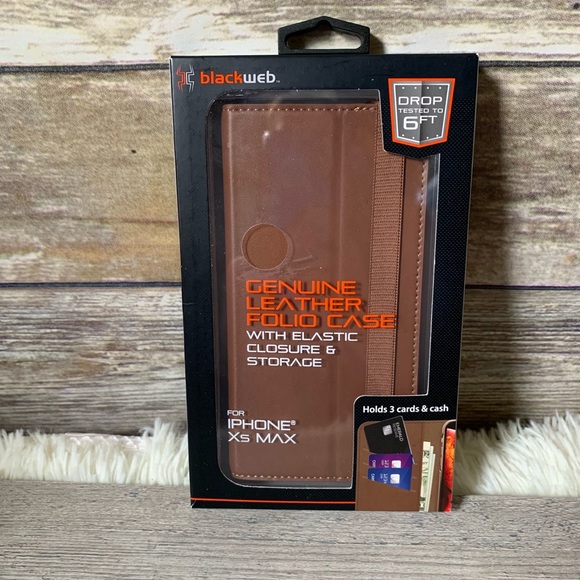 blackweb™
DROP
TESTED TO
6FT
GENUINE
LEATHER
FOLIO CASE
WITH ELASTIC
CLOSURE &
STORAGE
FOR
IPHONE®
Xs MAX
Holds 3 cards & cash